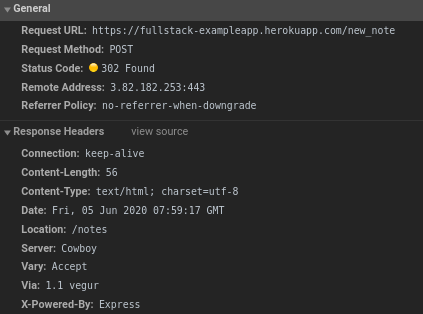 General
Request URL: https://fullstack-exampleapp.herokuapp.com/new_note
Request Method: POST
Status Code: 302 Found
Remote Address: 3.82.182.253:443
Referrer Policy: no-referrer-when-downgrade
Response Headers view source
Connection: keep-alive
Content-Length: 56
Content-Type: text/html; charset=utf-8
Date: Fri, 05 Jun 2020 07:59:17 GMT
Location: /notes
Server: Cowboy
Vary: Accept
Via: 1.1 vegur
X-Powered-By: Express